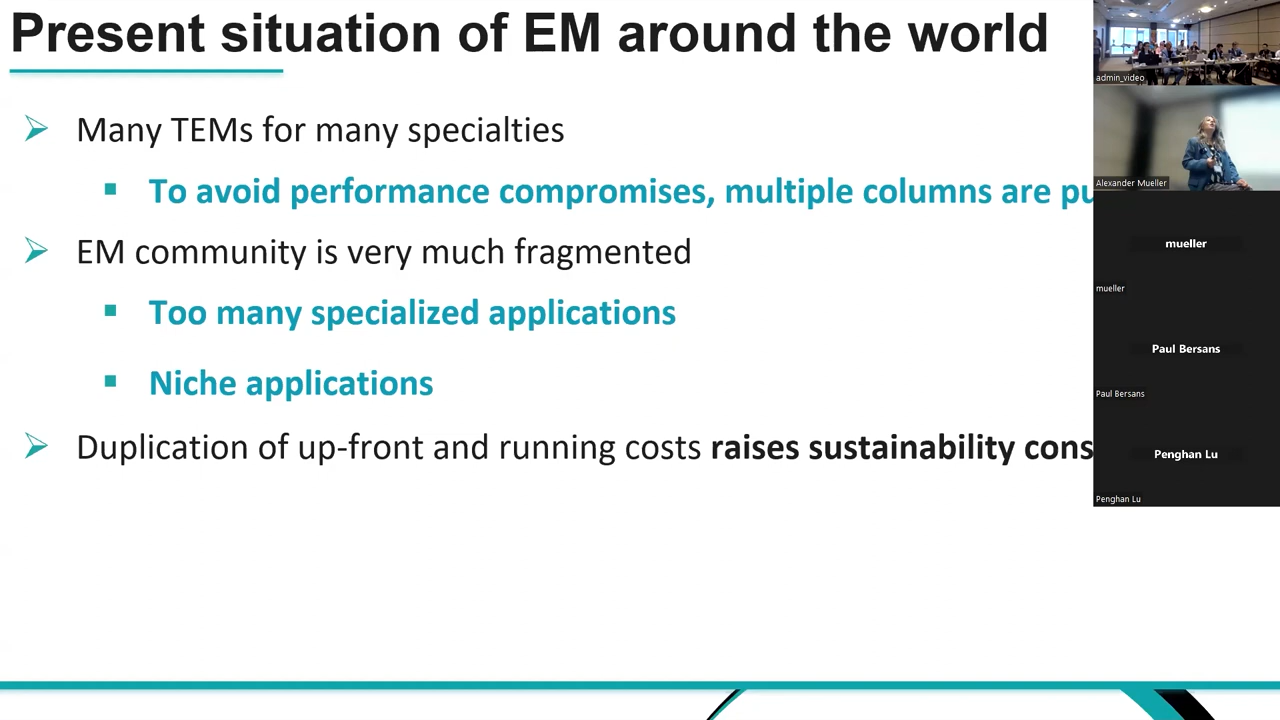 Present situation of EM around the world
Many TEMs for many specialties
To avoid performance compromises, multiple columns are
EM community is very much fragmented
Too many specialized applications
Niche applications
Duplication of up-front and running costs raises sustainability
admin_video
Alexander Mueller
mueller
mueller
Paul Bersans
Paul Bersans
Penghan Lu
Penghan Lu